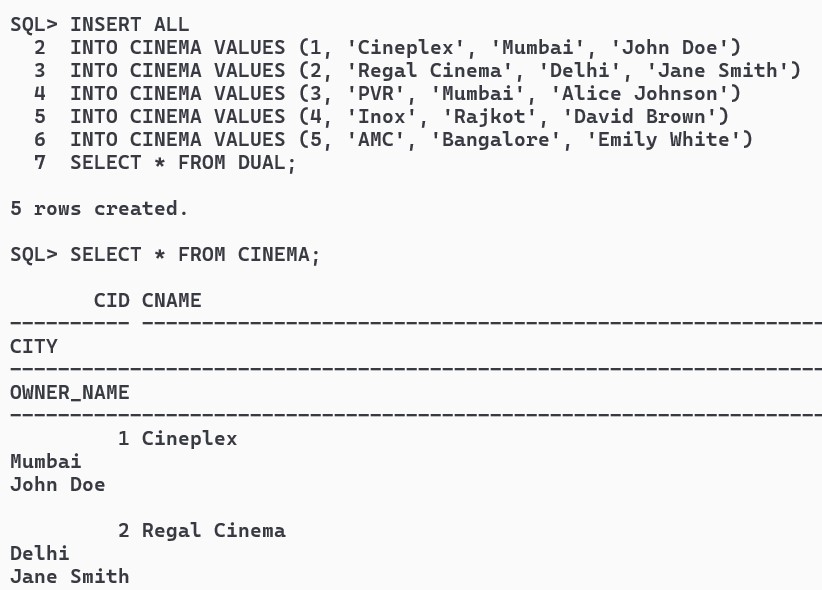 SQL> INSERT ALL
  2  INTO CINEMA VALUES (1, 'Cineplex', 'Mumbai', 'John Doe')
  3  INTO CINEMA VALUES (2, 'Regal Cinema', 'Delhi', 'Jane Smith')
  4  INTO CINEMA VALUES (3, 'PVR', 'Mumbai', 'Alice Johnson')
  5  INTO CINEMA VALUES (4, 'Inox', 'Rajkot', 'David Brown')
  6  INTO CINEMA VALUES (5, 'AMC', 'Bangalore', 'Emily White')
  7  SELECT * FROM DUAL;

5 rows created.

SQL> SELECT * FROM CINEMA;

       CID CNAME
---------- ---------------------------------------------------------
CITY
--------------------------------------------------------------------
OWNER_NAME
--------------------------------------------------------------------
         1 Cineplex
Mumbai
John Doe

         2 Regal Cinema
Delhi
Jane Smith